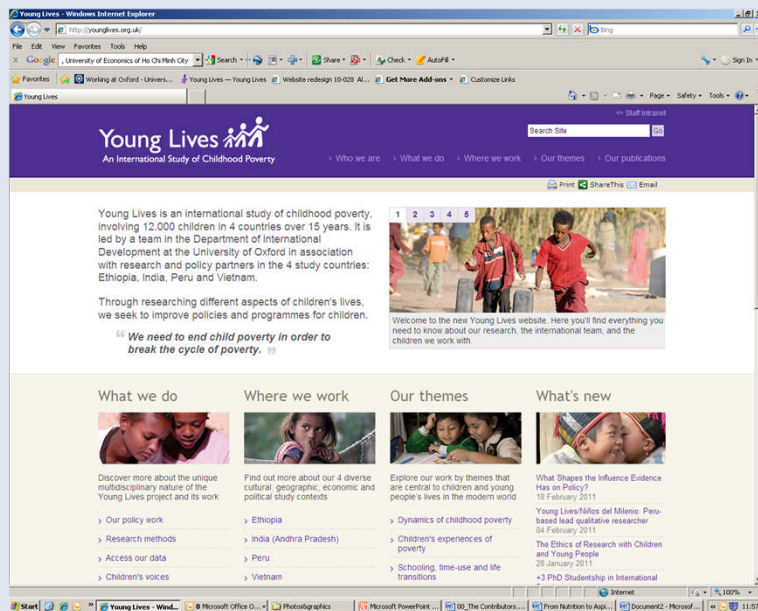 Young Lives - Windows Internet Explorer
http://younglives.org.uk/
Bing
File Edit View Favorites Tools Help
Google , University of Economics of Ho Chi Minh City Search Share Check AutoFill Sign In
Favorites Working at Oxford - Univers... Young Lives — Young Lives Website redesign 10-028 Al... Get More Add-ons Customize Links
Young Lives Page Safety Tools
Staff Intranet
Young Lives
An International Study of Childhood Poverty
Search Site Go
Who we are What we do Where we work Our themes Our publications
Print ShareThis Email
Young Lives is an international study of childhood poverty,
involving 12,000 children in 4 countries over 15 years. It is
led by a team in the Department of International
Development at the University of Oxford in association
with research and policy partners in the 4 study countries:
Ethiopia, India, Peru and Vietnam.
Through researching different aspects of children's lives,
we seek to improve policies and programmes for children.
“ We need to end child poverty in order to
break the cycle of poverty. ”
1 2 3 4 5
Welcome to the new Young Lives website. Here you'll find everything you
need to know about our research, the international team, and the
children we work with.
What we do
Discover more about the unique
multidisciplinary nature of the
Young Lives project and its work
Our policy work
Research methods
Access our data
Children's voices
Where we work
Find out more about our 4 diverse
cultural, geographic, economic and
political study contexts
Ethiopia
India (Andhra Pradesh)
Peru
Vietnam
Our themes
Explore our work by themes that
are central to children and young
people's lives in the modern world
Dynamics of childhood poverty
Children's experiences of
poverty
Schooling, time-use and life
transitions
What's new
What Shapes the Influence Evidence
Has on Policy?
18 February 2011
Young Lives/Niños del Milenio: Peru-
based lead qualitative researcher
04 February 2011
The Ethics of Research with Children
and Young People
28 January 2011
+3 PhD Studentship in International
Internet 100%
Start Young Lives - Wind... 8 Microsoft Office O... Photos&graphics Microsoft PowerPoint ... 00_The Contributors.... From Nutrition to Aspi... Document2 - Microsof... 11:57